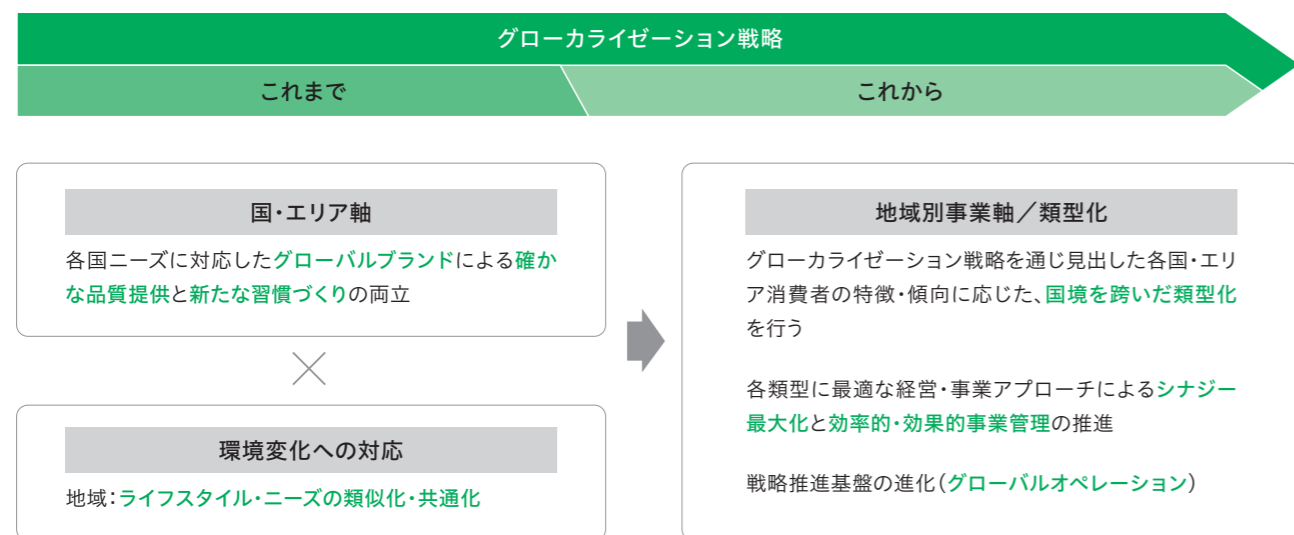 グローカライゼーション戦略
これまで
これから
国・エリア軸
各国ニーズに対応したグローバルブランドによる確か
な品質提供と新たな習慣づくりの両立
×
環境変化への対応
地域：ライフスタイル・ニーズの類似化・共通化
地域別事業軸／類型化
グローカライゼーション戦略を通じ見出した各国・エリ
ア消費者の特徴・傾向に応じた、国境を跨いだ類型化
を行う
各類型に最適な経営・事業アプローチによるシナジー
最大化と効率的・効果的事業管理の推進
戦略推進基盤の進化（グローバルオペレーション）